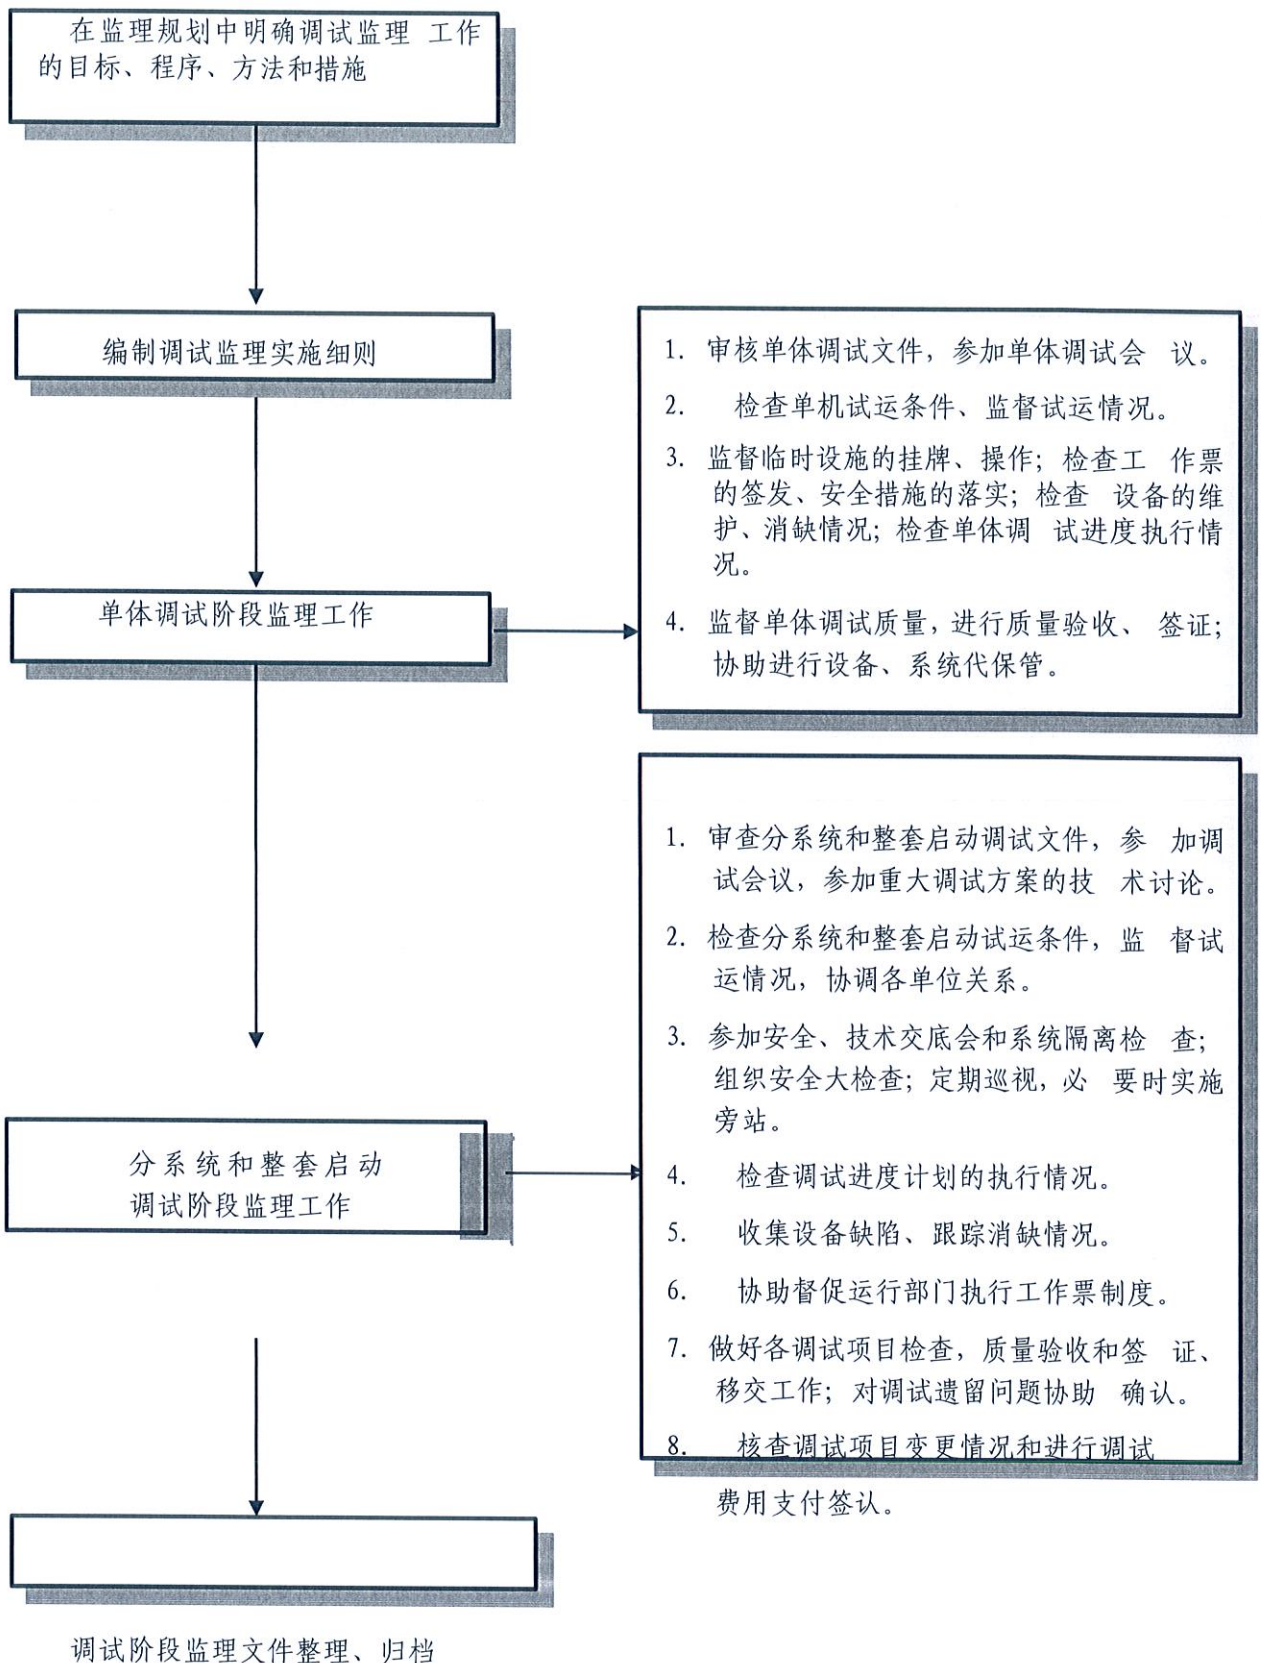 在监理规划中明确调试监理 工作
的目标、程序、方法和措施
编制调试监理实施细则
单体调试阶段监理工作
1. 审核单体调试文件，参加单体调试会 议。
2. 检查单机试运条件、监督试运情况。
3. 监督临时设施的挂牌、操作；检查工 作票
的签发、安全措施的落实；检查 设备的维
护、消缺情况；检查单体调 试进度执行情
况。
4. 监督单体调试质量，进行质量验收、 签证；
协助进行设备、系统代保管。
分系统和整套启动
调试阶段监理工作
1. 审查分系统和整套启动调试文件，参 加调
试会议，参加重大调试方案的技 术讨论。
2. 检查分系统和整套启动试运条件，监 督试
运情况，协调各单位关系。
3. 参加安全、技术交底会和系统隔离检 查；
组织安全大检查；定期巡视，必 要时实施
旁站。
4. 检查调试进度计划的执行情况。
5. 收集设备缺陷、跟踪消缺情况。
6. 协助督促运行部门执行工作票制度。
7. 做好各调试项目检查，质量验收和签 证、
移交工作；对调试遗留问题协助 确认。
8. 核查调试项目变更情况和进行调试
费用支付签认。
调试阶段监理文件整理、归档